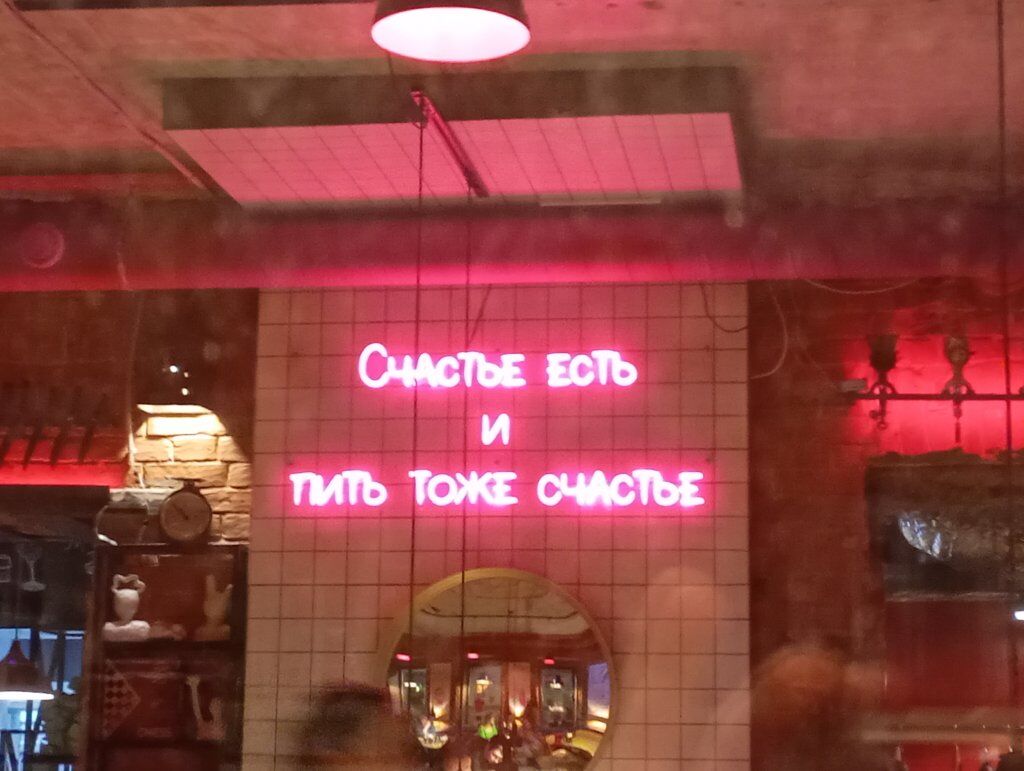 Счастье есть
и
пить тоже счастье